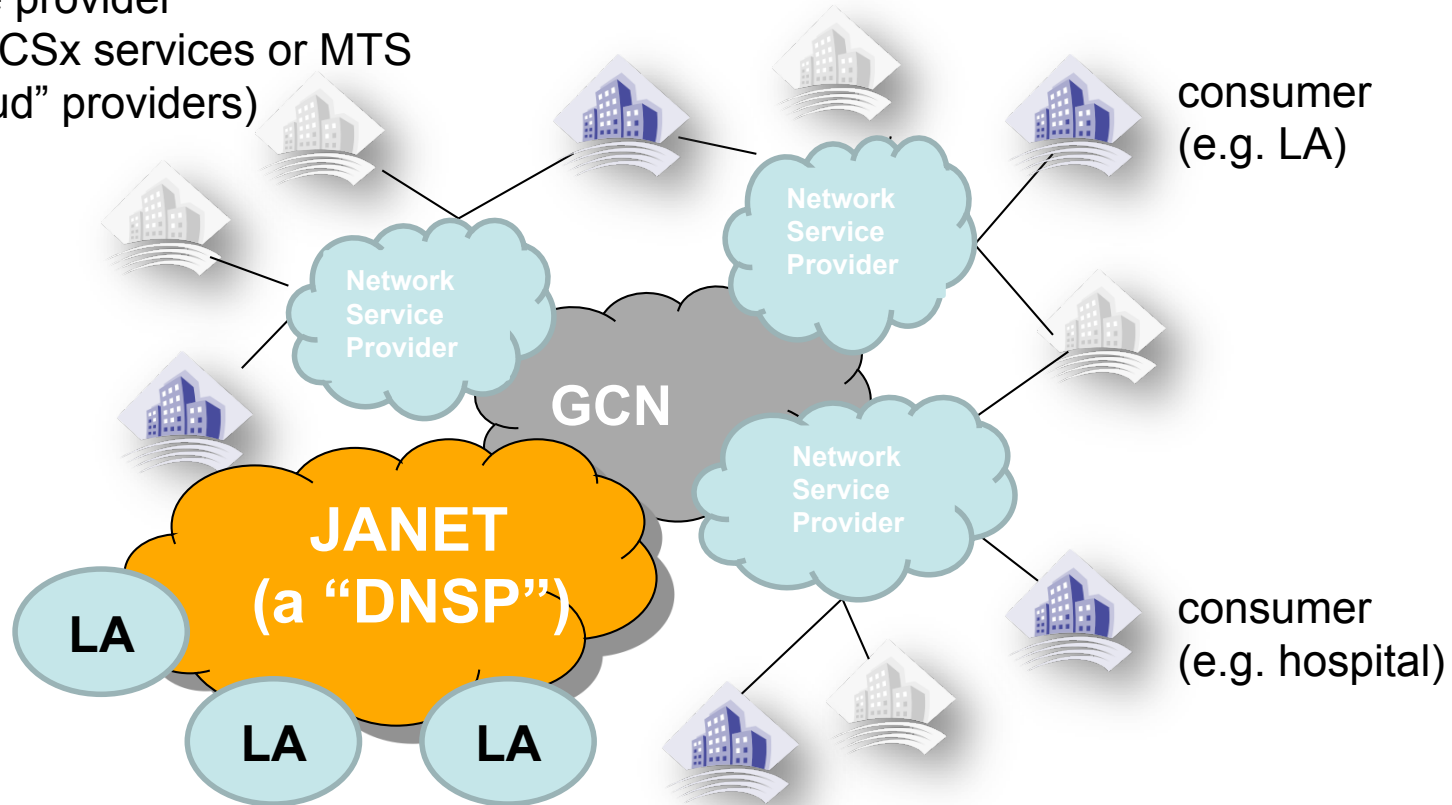 provider
CSx services or MTS
providers)
consumer
(e.g. LA)
Network
Service
Provider
Network
Service
Provider
GCN
Network
Service
Provider
JANET
(a “DNSP”)
LA
LA
LA
consumer
(e.g. hospital)